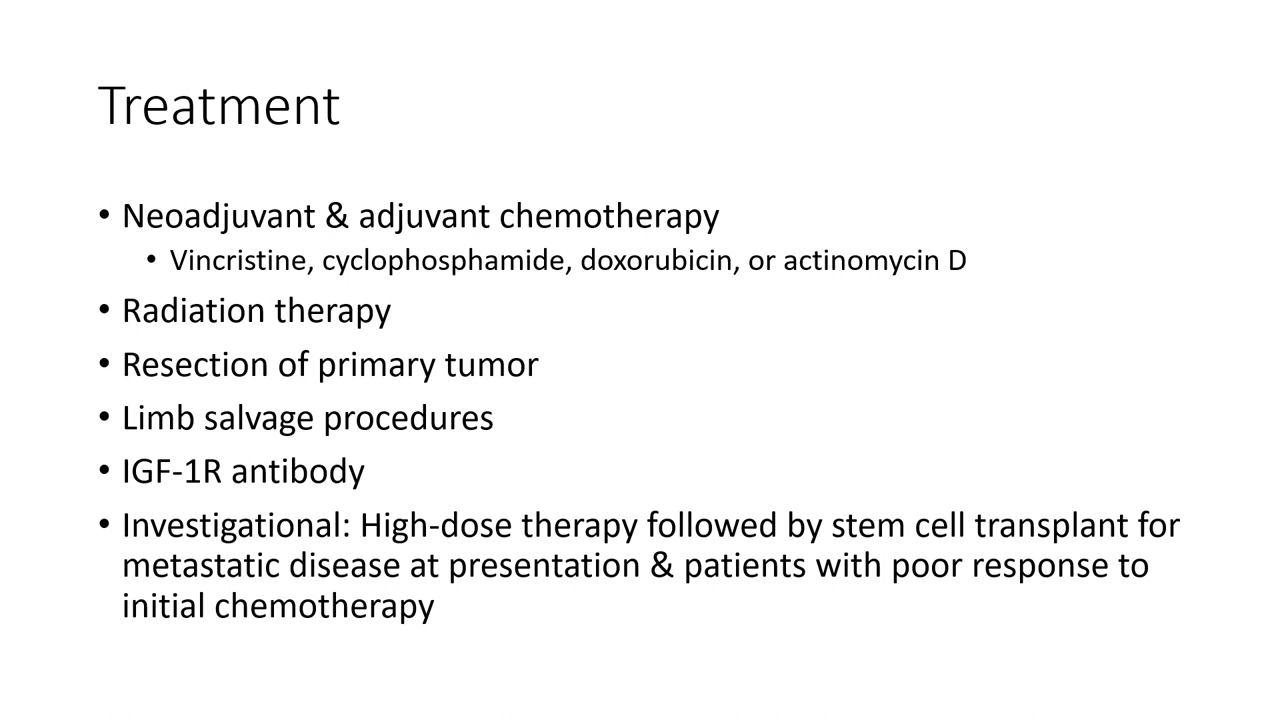 Treatment
• Neoadjuvant & adjuvant chemotherapy
• Vincristine, cyclophosphamide, doxorubicin, or actinomycin D
• Radiation therapy
• Resection of primary tumor
• Limb salvage procedures
• IGF-1R antibody
• Investigational: High-dose therapy followed by stem cell transplant for
metastatic disease at presentation & patients with poor response to
initial chemotherapy